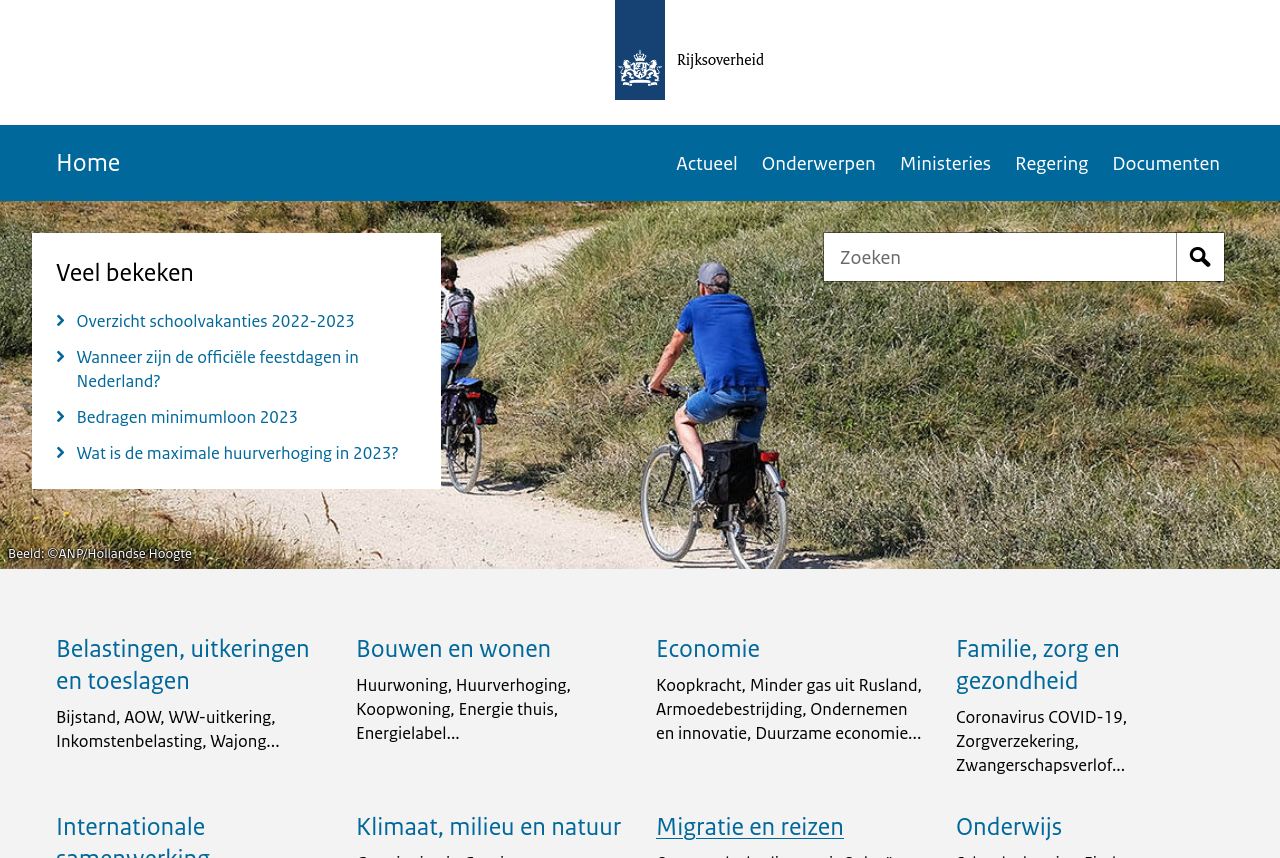 Rijksoverheid
Home
Actueel Onderwerpen Ministeries Regering Documenten
Veel bekeken
Overzicht schoolvakanties 2022-2023
Wanneer zijn de officiële feestdagen in
Nederland?
Bedragen minimumloon 2023
Wat is de maximale huurverhoging in 2023?
Zoeken
Beeld: ©ANP/Hollandse Hoogte
Belastingen, uitkeringen
en toeslagen
Bijstand, AOW, WW-uitkering,
Inkomstenbelasting, Wajong...
Bouwen en wonen
Huurwoning, Huurverhoging,
Koopwoning, Energie thuis,
Energielabel...
Economie
Koopkracht, Minder gas uit Rusland,
Armoedebestrijding, Ondernemen
en innovatie, Duurzame economie...
Familie, zorg en
gezondheid
Coronavirus COVID-19,
Zorgverzekering,
Zwangerschapsverlof...
Internationale
samenwerking
Klimaat, milieu en natuur
Migratie en reizen
Onderwijs